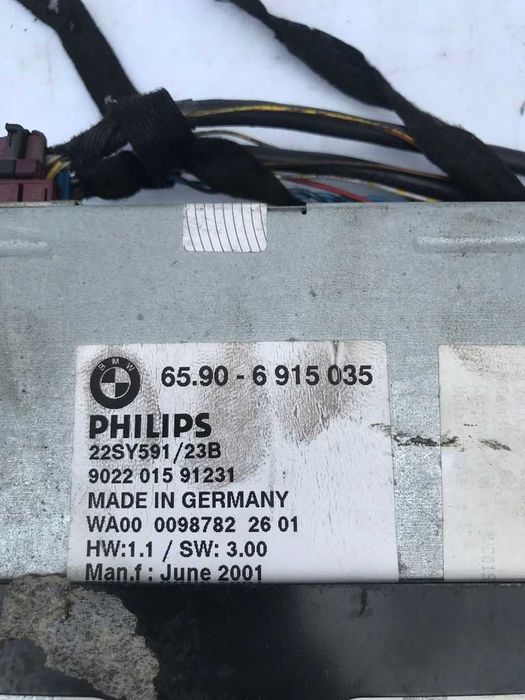 BMW
65.90 - 6 915 035
PHILIPS
22SY591/23B
9022 015 91231
MADE IN GERMANY
WA00 0098782 26 01
HW:1.1 / SW: 3.00
Man.f : June 2001